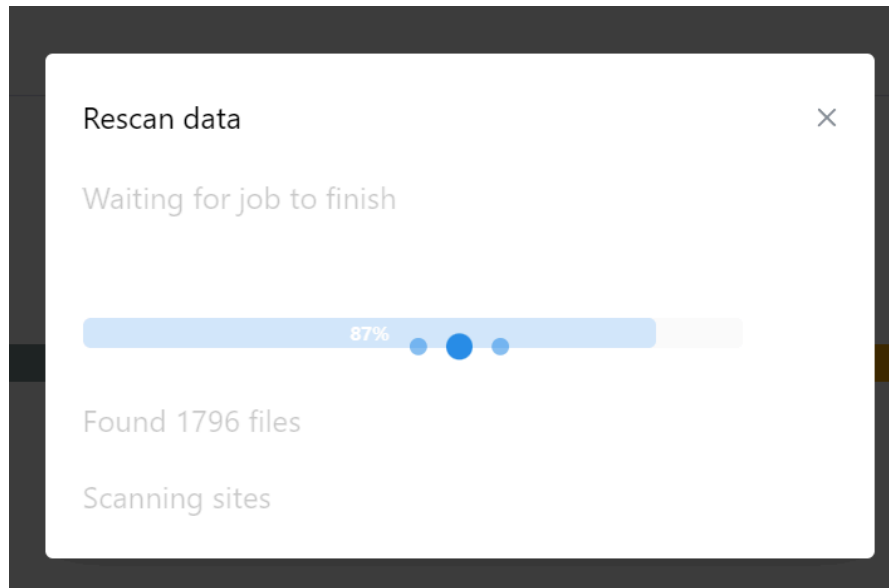 Rescan data
Waiting for job to finish
87%
Found 1796 files
Scanning sites